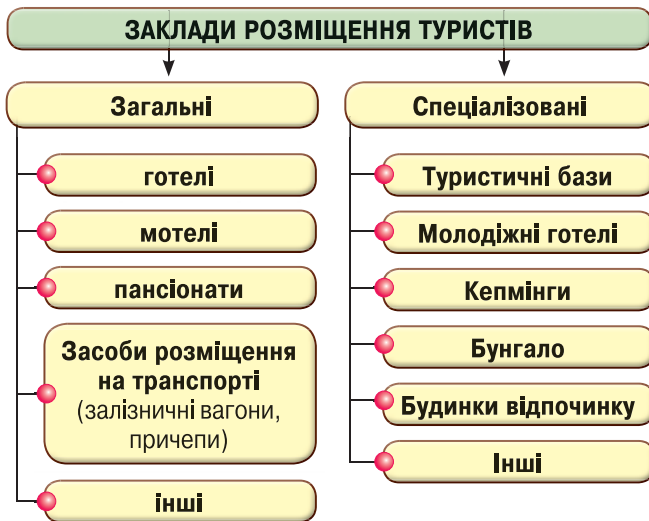 ЗАКЛАДИ РОЗМІЩЕННЯ ТУРИСТІВ
Загальні
готелі
мотелі
пансіонати
Засоби розміщення
на транспорті
(залізничні вагони,
причепи)
інші
Спеціалізовані
Туристичні бази
Молодіжні готелі
Кепмінги
Бунгало
Будинки відпочинку
Інші